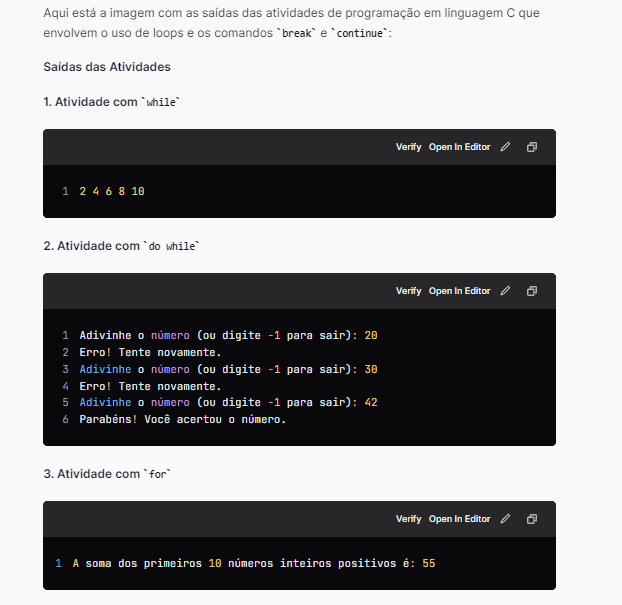 Aqui está a imagem com as saídas das atividades de programação em linguagem C que
envolvem o uso de loops e os comandos `break` e `continue`:
Saídas das Atividades
1. Atividade com `while`
Verify Open In Editor
1 2 4 6 8 10
2. Atividade com `do while`
Verify Open In Editor
1 Adivinhe o número (ou digite -1 para sair): 20
2 Erro! Tente novamente.
3 Adivinhe o número (ou digite -1 para sair): 30
4 Erro! Tente novamente.
5 Adivinhe o número (ou digite -1 para sair): 42
6 Parabéns! Você acertou o número.
3. Atividade com `for`
Verify Open In Editor
1 A soma dos primeiros 10 números inteiros positivos é: 55